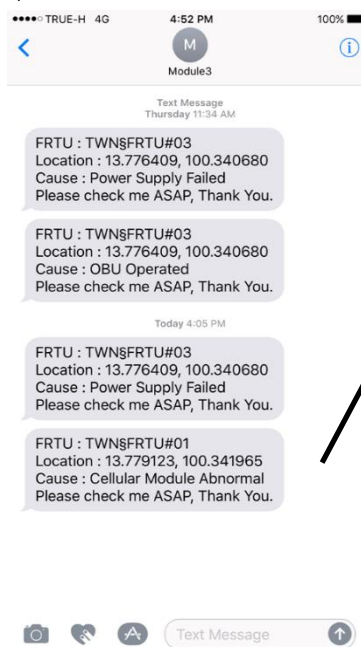 TRUE-H 4G 4:52 PM 100%
M
Module3
Text Message
Thursday 11:34 AM
FRTU : TWN§FRTU#03
Location : 13.776409, 100.340680
Cause : Power Supply Failed
Please check me ASAP, Thank You.
FRTU : TWN§FRTU#03
Location : 13.776409, 100.340680
Cause : OBU Operated
Please check me ASAP, Thank You.
Today 4:05 PM
FRTU : TWN§FRTU#03
Location : 13.776409, 100.340680
Cause : Power Supply Failed
Please check me ASAP, Thank You.
FRTU : TWN§FRTU#01
Location : 13.779123, 100.341965
Cause : Cellular Module Abnormal
Please check me ASAP, Thank You.
Text Message